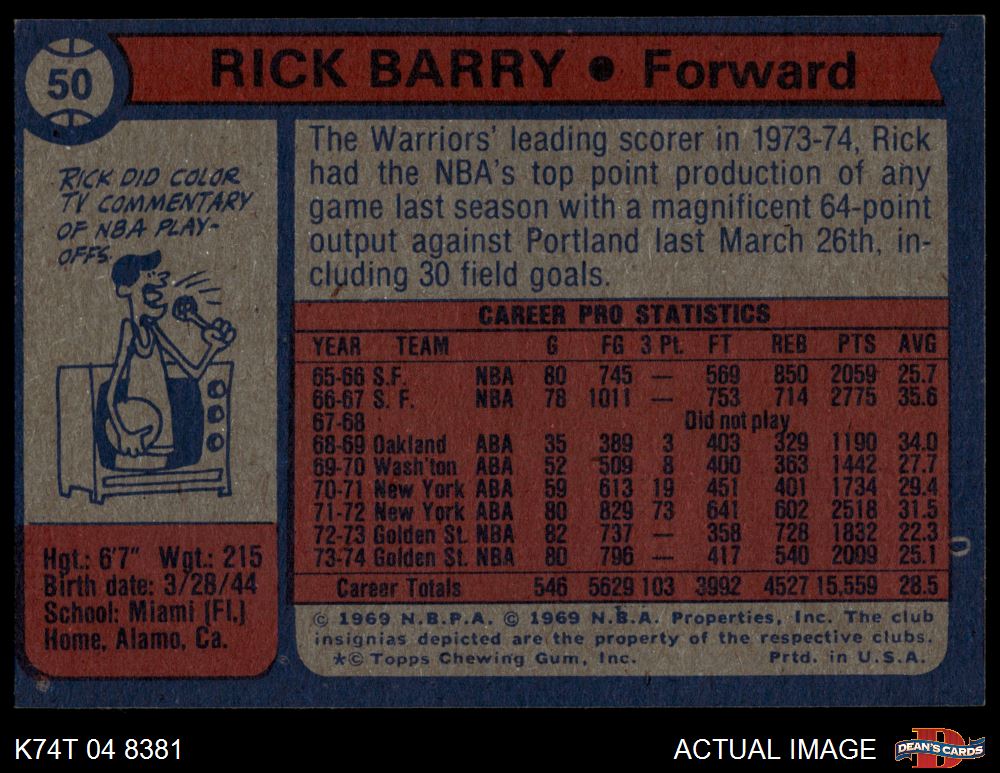 50
RICK BARRY • Forward
RICK DID COLOR
TV COMMENTARY
OF NBA PLAY-
OFFS.
The Warriors' leading scorer in 1973-74, Rick
had the NBA's top point production of any
game last season with a magnificent 64-point
output against Portland last March 26th, in-
cluding 30 field goals.
CAREER PRO STATISTICS
YEAR TEAM G FG 3 Pt. FT REB PTS AVG
65-66 S.F. NBA 80 745 — 569 850 2059 25.7
66-67 S. F. NBA 78 1011 — 753 714 2775 35.6
67-68 Did not play
68-69 Oakland ABA 35 389 3 403 329 1190 34.0
69-70 Wash'ton ABA 52 509 8 400 363 1442 27.7
70-71 New York ABA 59 613 19 451 401 1734 29.4
71-72 New York ABA 80 829 73 641 602 2518 31.5
72-73 Golden St. NBA 82 737 — 358 728 1832 22.3
73-74 Golden St. NBA 80 796 — 417 540 2009 25.1
Career Totals 546 5629 103 3992 4527 15,559 28.5
Hgt.: 6'7" Wgt.: 215
Birth date: 3/28/44
School: Miami (Fl.)
Home, Alamo, Ca.
© 1969 N.B.P.A. © 1969 N.B.A. Properties, Inc. The club
insignias depicted are the property of the respective clubs.
*© Topps Chewing Gum, Inc. Prtd. in U.S.A.
K74T 04 8381
ACTUAL IMAGE
D
DEAN'S CARDS